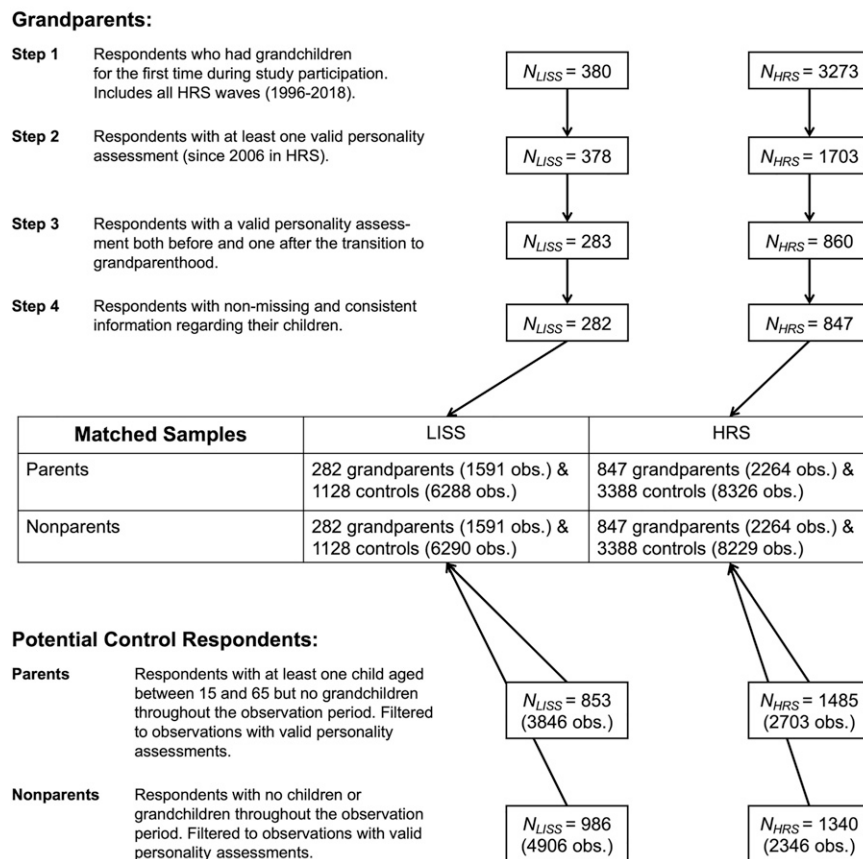 Grandparents:
Step 1 Respondents who had grandchildren
for the first time during study participation.
Includes all HRS waves (1996-2018).
N_LISS = 380
N_HRS = 3273
Step 2 Respondents with at least one valid personality
assessment (since 2006 in HRS).
N_LISS = 378
N_HRS = 1703
Step 3 Respondents with a valid personality assess-
ment both before and one after the transition to
grandparenthood.
N_LISS = 283
N_HRS = 860
Step 4 Respondents with non-missing and consistent
information regarding their children.
N_LISS = 282
N_HRS = 847
Matched Samples LISS HRS
Parents
282 grandparents (1591 obs.) &
1128 controls (6288 obs.)
847 grandparents (2264 obs.) &
3388 controls (8326 obs.)
Nonparents
282 grandparents (1591 obs.) &
1128 controls (6290 obs.)
847 grandparents (2264 obs.) &
3388 controls (8229 obs.)
Potential Control Respondents:
Parents Respondents with at least one child aged
between 15 and 65 but no grandchildren
throughout the observation period. Filtered
to observations with valid personality
assessments.
N_LISS = 853
(3846 obs.)
N_HRS = 1485
(2703 obs.)
Nonparents Respondents with no children or
grandchildren throughout the observation
period. Filtered to observations with valid
personality assessments.
N_LISS = 986
(4906 obs.)
N_HRS = 1340
(2346 obs.)